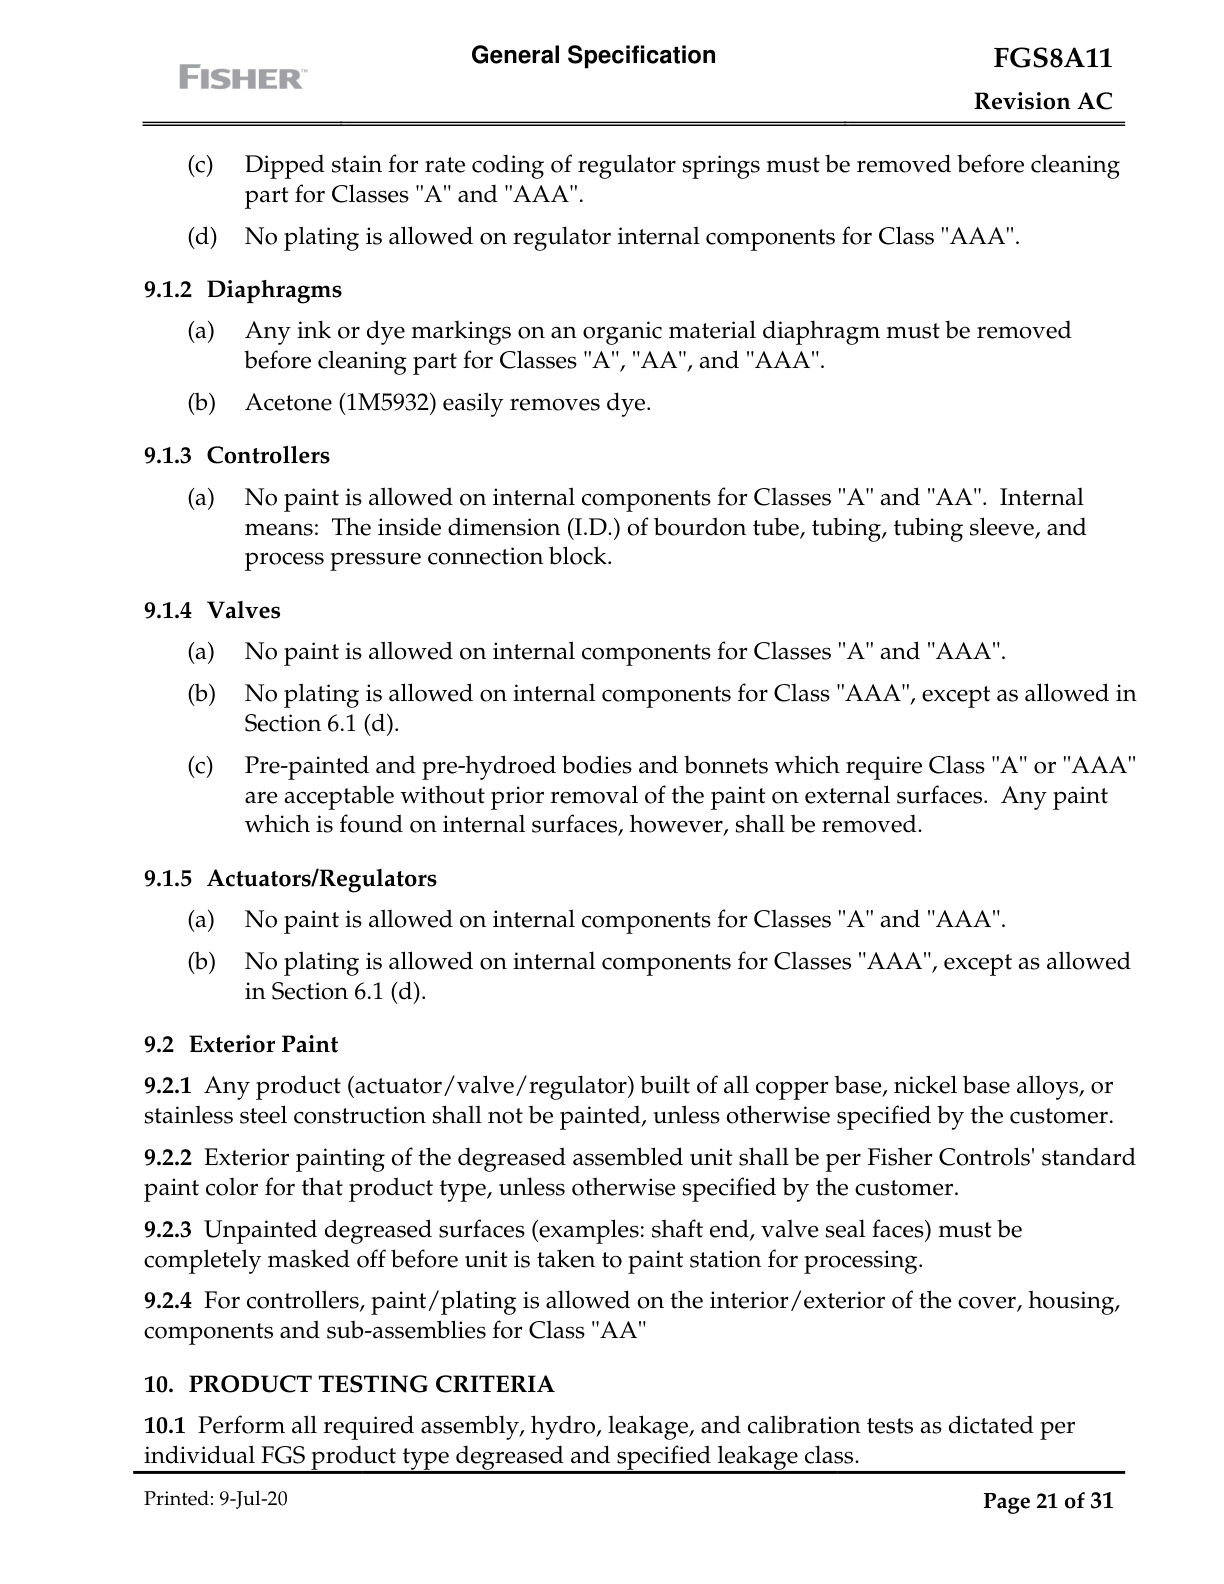 FISHER™
General Specification
FGS8A11
Revision AC
(c) Dipped stain for rate coding of regulator springs must be removed before cleaning
part for Classes "A" and "AAA".
(d) No plating is allowed on regulator internal components for Class "AAA".
9.1.2 Diaphragms
(a) Any ink or dye markings on an organic material diaphragm must be removed
before cleaning part for Classes "A", "AA", and "AAA".
(b) Acetone (1M5932) easily removes dye.
9.1.3 Controllers
(a) No paint is allowed on internal components for Classes "A" and "AA". Internal
means: The inside dimension (I.D.) of bourdon tube, tubing, tubing sleeve, and
process pressure connection block.
9.1.4 Valves
(a) No paint is allowed on internal components for Classes "A" and "AAA".
(b) No plating is allowed on internal components for Class "AAA", except as allowed in
Section 6.1 (d).
(c) Pre-painted and pre-hydroed bodies and bonnets which require Class "A" or "AAA"
are acceptable without prior removal of the paint on external surfaces. Any paint
which is found on internal surfaces, however, shall be removed.
9.1.5 Actuators/Regulators
(a) No paint is allowed on internal components for Classes "A" and "AAA".
(b) No plating is allowed on internal components for Classes "AAA", except as allowed
in Section 6.1 (d).
9.2 Exterior Paint
9.2.1 Any product (actuator/valve/regulator) built of all copper base, nickel base alloys, or
stainless steel construction shall not be painted, unless otherwise specified by the customer.
9.2.2 Exterior painting of the degreased assembled unit shall be per Fisher Controls' standard
paint color for that product type, unless otherwise specified by the customer.
9.2.3 Unpainted degreased surfaces (examples: shaft end, valve seal faces) must be
completely masked off before unit is taken to paint station for processing.
9.2.4 For controllers, paint/plating is allowed on the interior/exterior of the cover, housing,
components and sub-assemblies for Class "AA"
10. PRODUCT TESTING CRITERIA
10.1 Perform all required assembly, hydro, leakage, and calibration tests as dictated per
individual FGS product type degreased and specified leakage class.
Printed: 9-Jul-20
Page 21 of 31